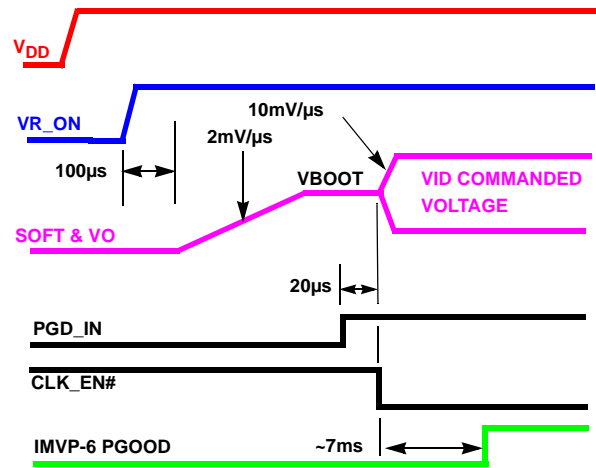 VDD
VR_ON
10mV/µs
2mV/µs
100µs
VBOOT
VID COMMANDED
VOLTAGE
SOFT & VO
20µs
PGD_IN
CLK_EN#
IMVP-6 PGOOD
~7ms